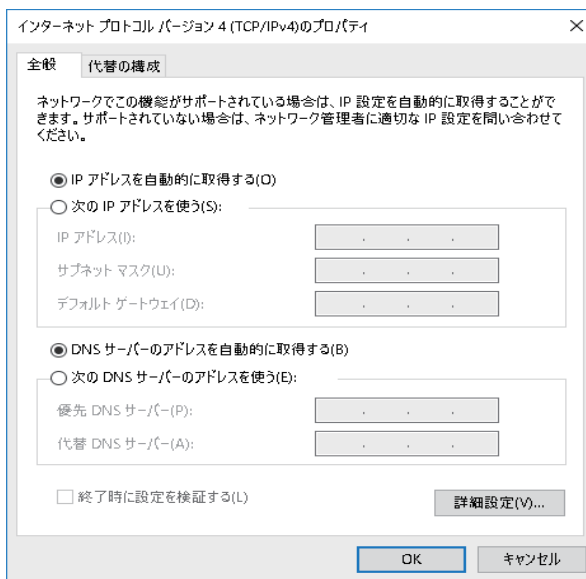 インターネット プロトコル バージョン 4 (TCP/IPv4)のプロパティ
全般 代替の構成
ネットワークでこの機能がサポートされている場合は、IP 設定を自動的に取得することがで
きます。サポートされていない場合は、ネットワーク管理者に適切な IP 設定を問い合わせて
ください。
IP アドレスを自動的に取得する(O)
次の IP アドレスを使う(S):
IP アドレス(I):
サブネット マスク(U):
デフォルト ゲートウェイ(D):
DNS サーバーのアドレスを自動的に取得する(B)
次の DNS サーバーのアドレスを使う(E):
優先 DNS サーバー(P):
代替 DNS サーバー(A):
終了時に設定を検証する(L)
詳細設定(V)...
OK キャンセル